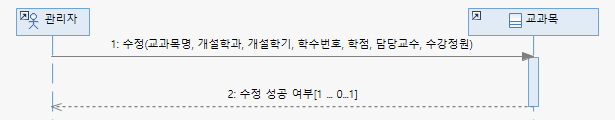 관리자
교과목
1: 수정(교과목명, 개설학과, 개설학기, 학수번호, 학점, 담당교수, 수강정원)
2: 수정 성공 여부[1 ... 0...1]